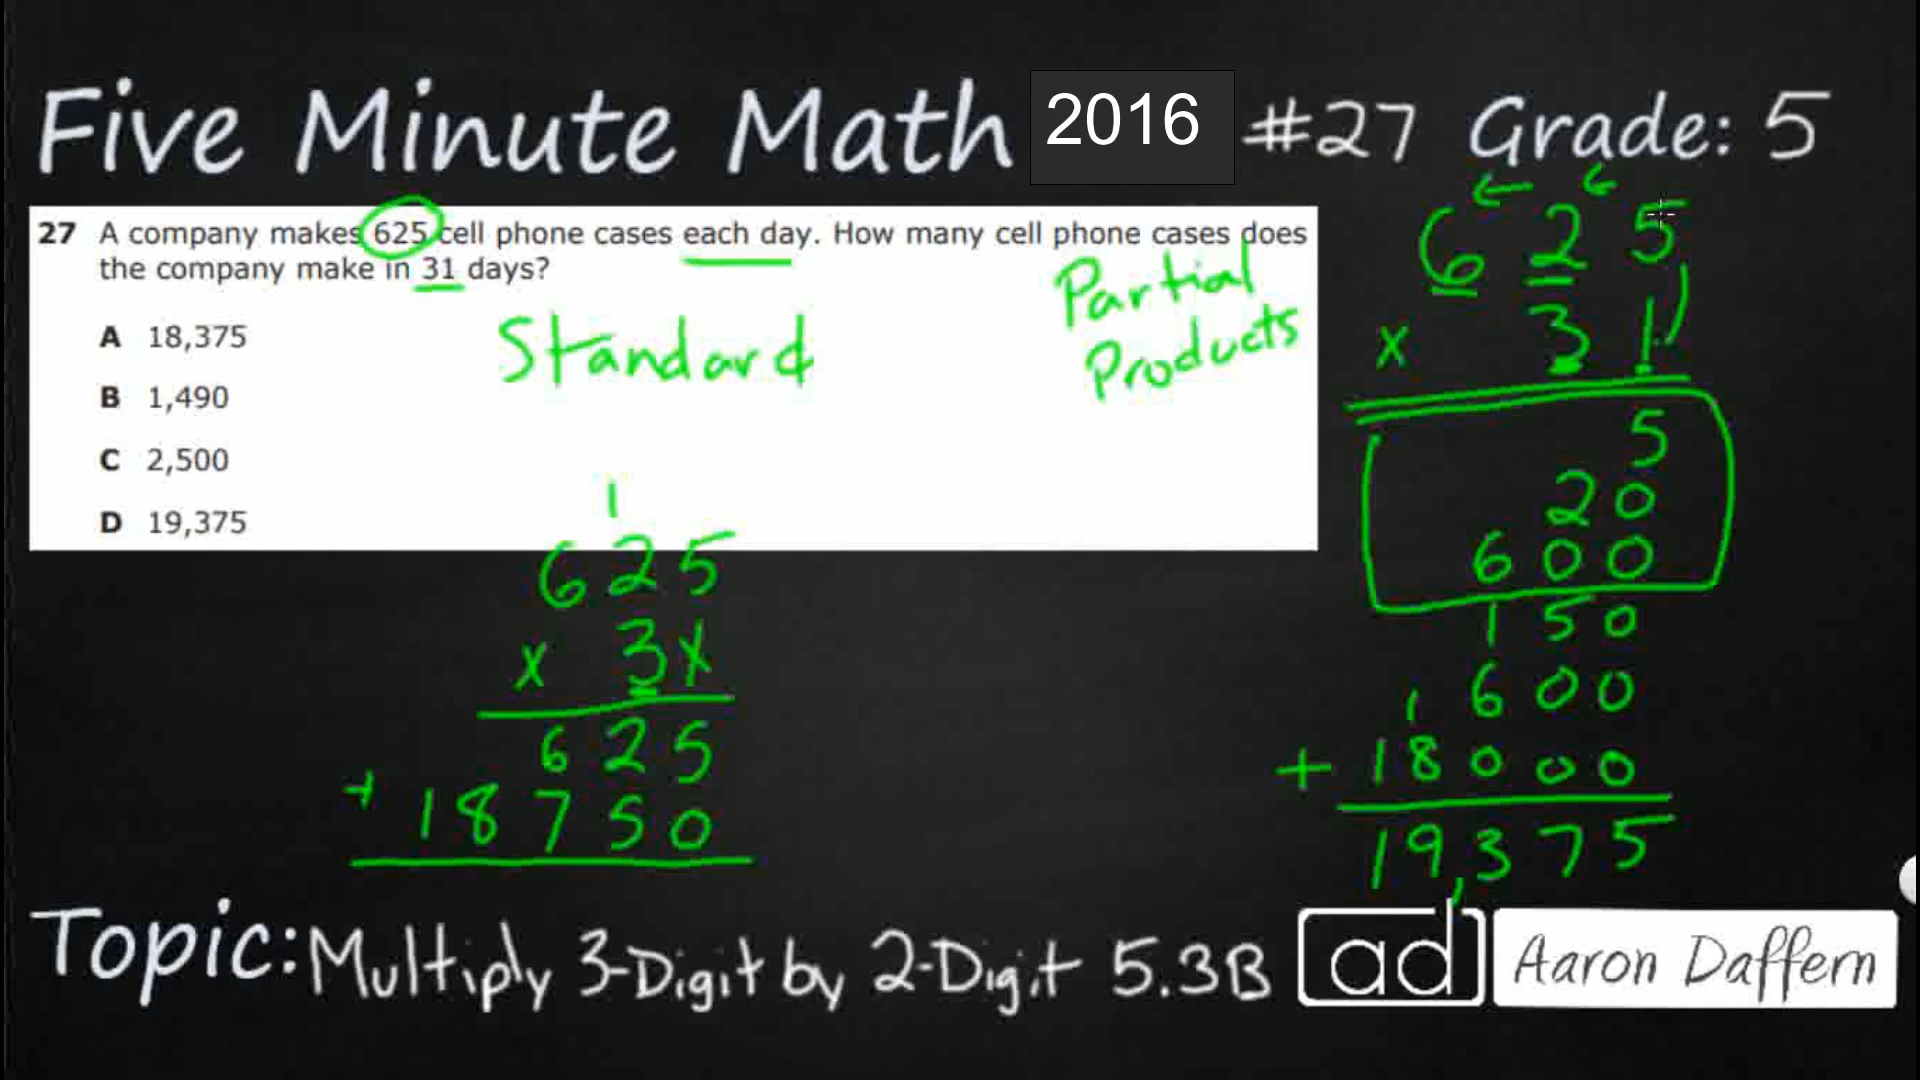 Five Minute Math 2016 #27 Grade: 5
27 A company makes 625 cell phone cases each day. How many cell phone cases does
the company make in 31 days?
A 18,375
B 1,490
C 2,500
D 19,375
Standard
1
625
x 31
625
+ 18750
Partial
Products
625
x 31
5
20
600
150
1600
1
+ 18000
19,375
Topic: Multiply 3-Digit by 2-Digit 5.3B
ad Aaron Daffern